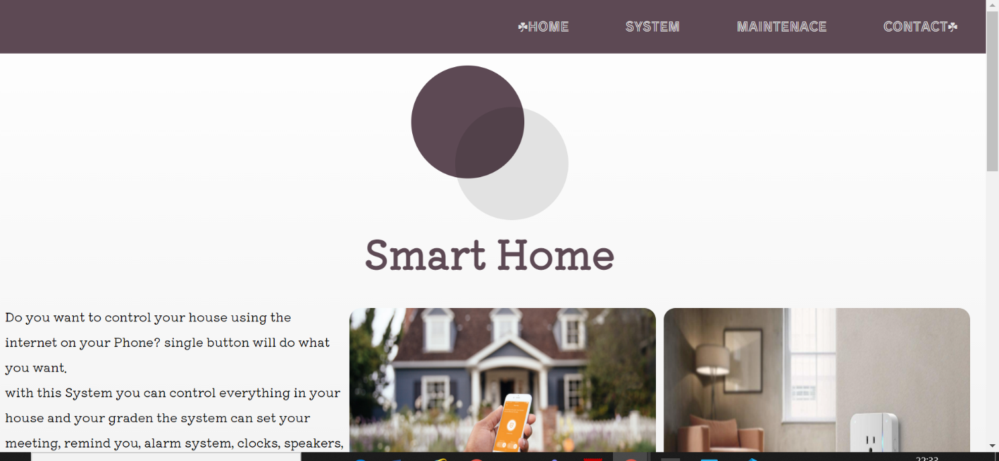 ☘HOME SYSTEM MAINTENACE CONTACT☘
Smart Home
Do you want to control your house using the
internet on your Phone? single button will do what
you want.
with this System you can control everything in your
house and your graden the system can set your
meeting, remind you, alarm system, clocks, speakers,
22:33